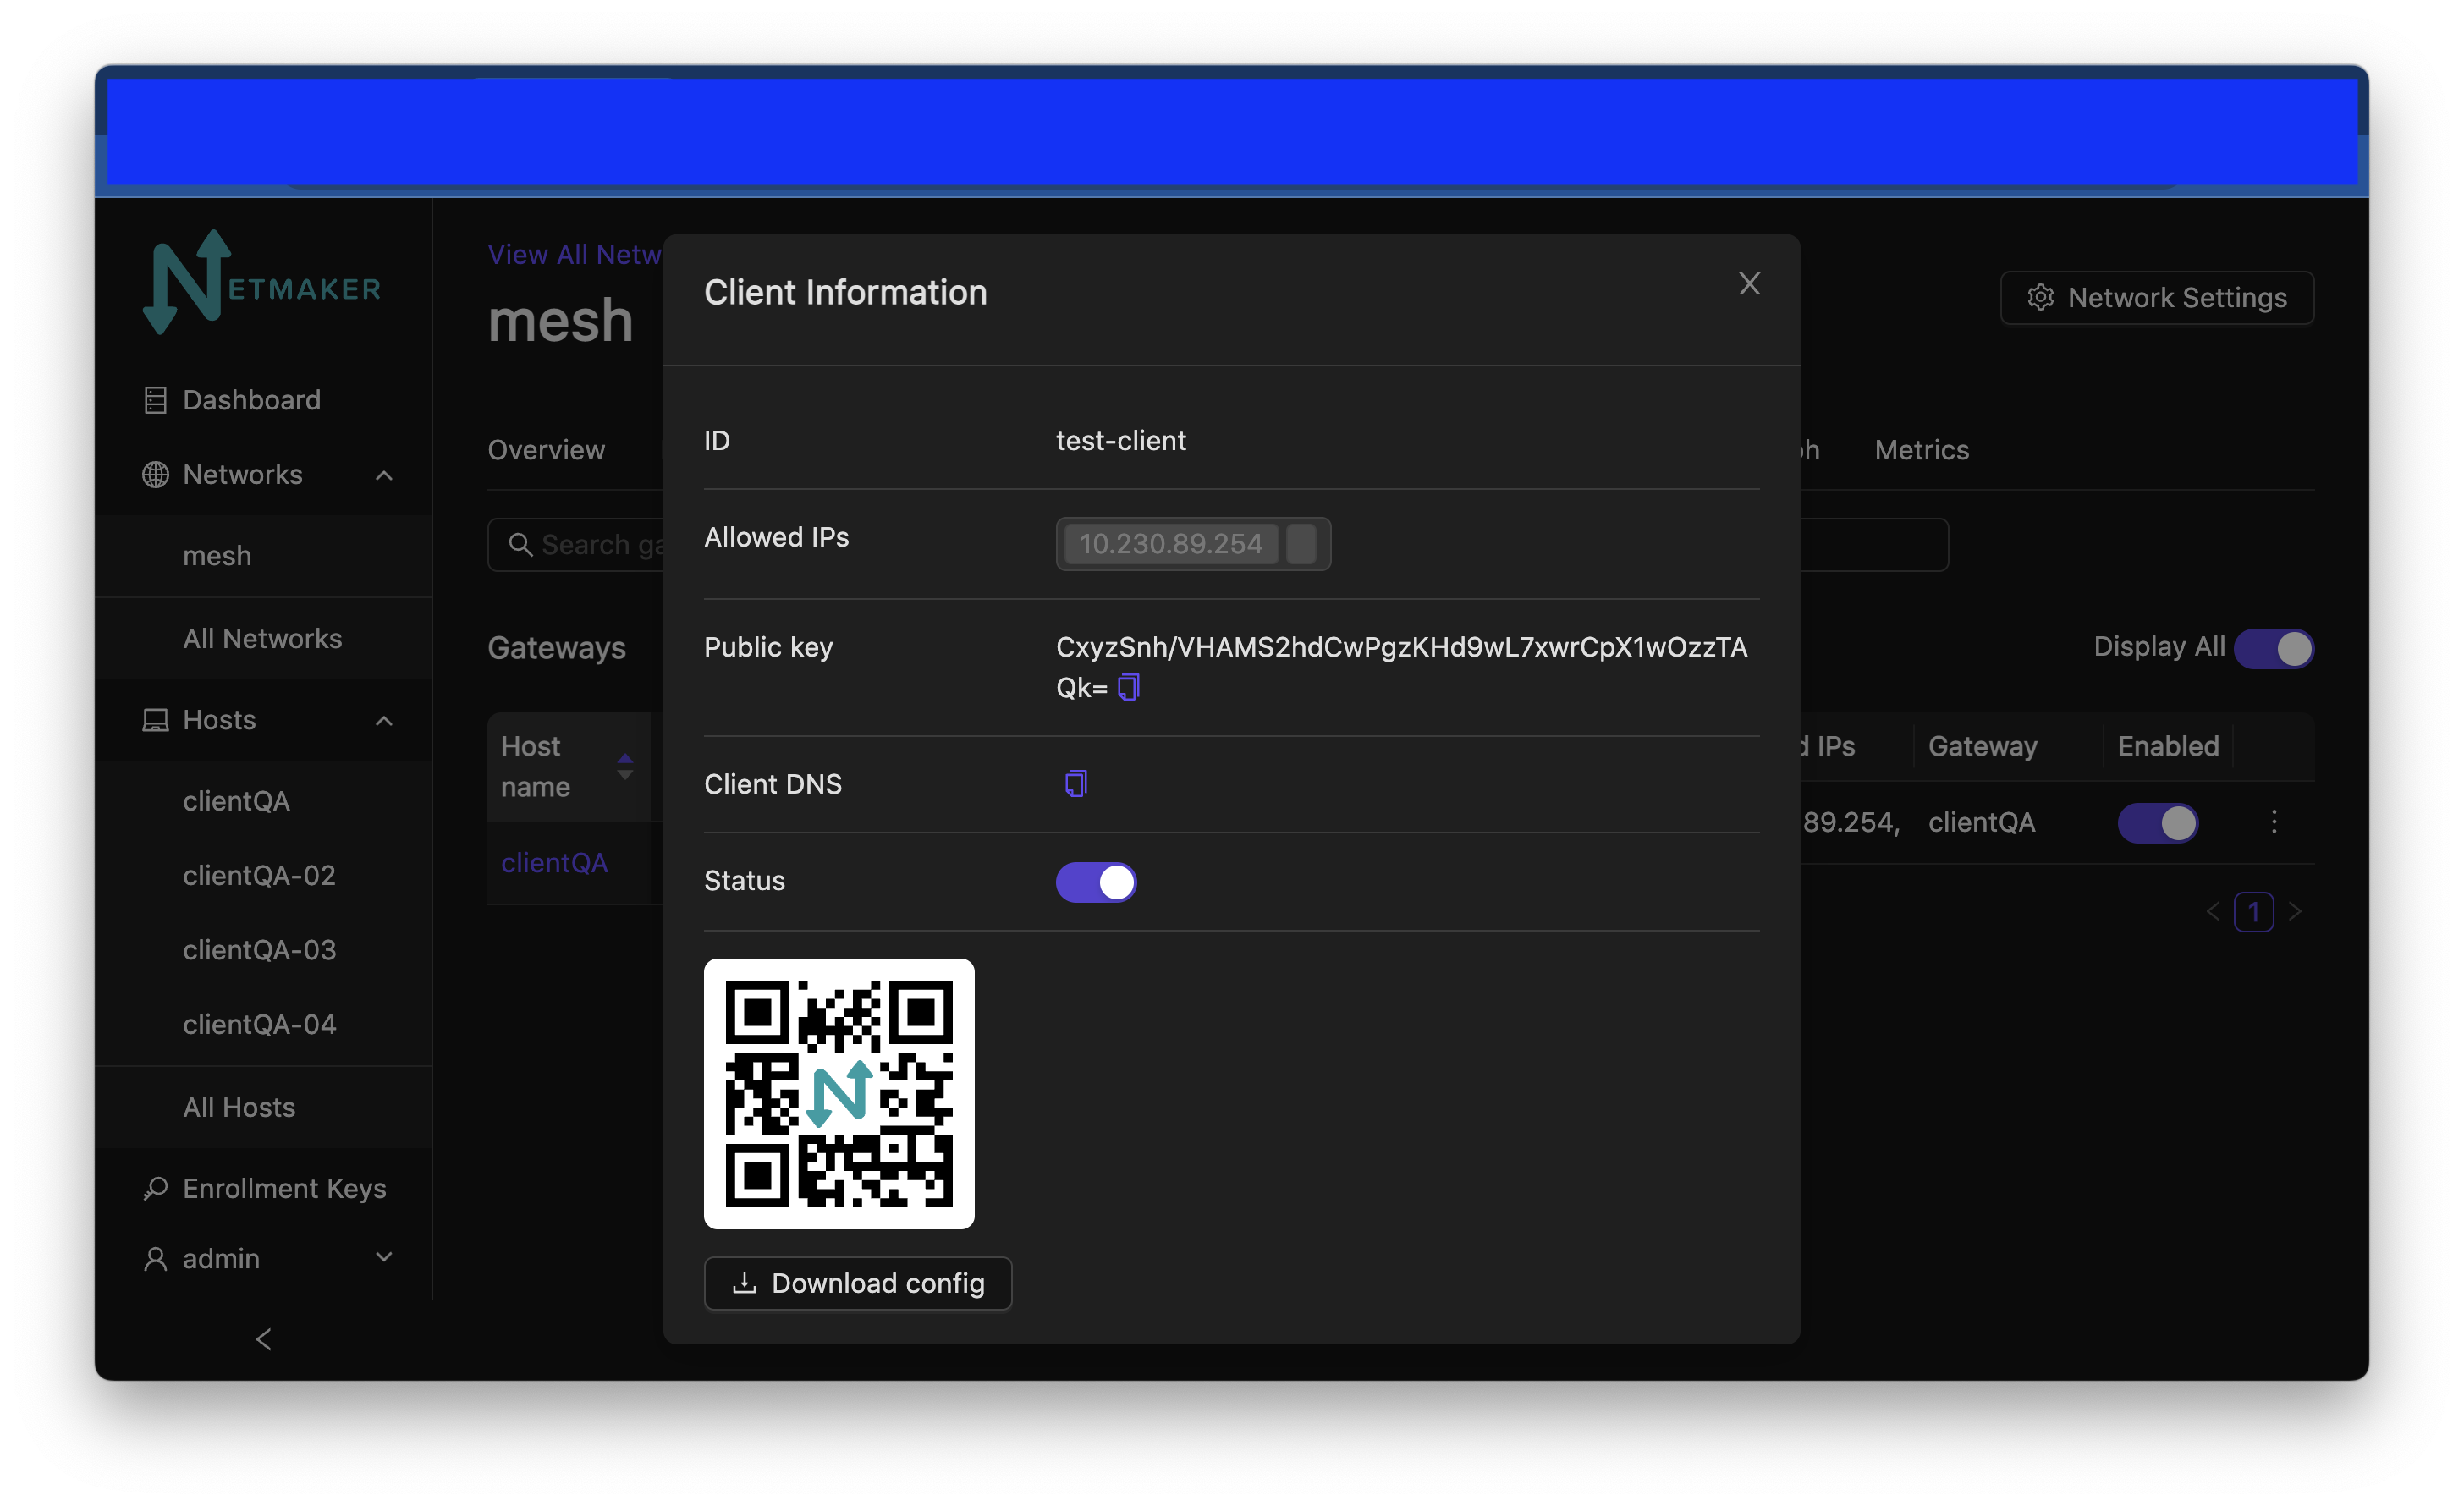 NETMAKER
Dashboard
Networks
mesh
All Networks
Hosts
clientQA
clientQA-02
clientQA-03
clientQA-04
All Hosts
Enrollment Keys
admin
View All
mesh
Network Settings
Overview
Metrics
Search
Gateways
Display All
Host
name
clientQA
IPs
Gateway
Enabled
.89.254,
clientQA
1
Client Information
ID
test-client
Allowed IPs
10.230.89.254
Public key
CxyzSnh/VHAMS2hdCwPgzKHd9wL7xwrCpX1wOzzTA
Qk=
Client DNS
Status
Download config